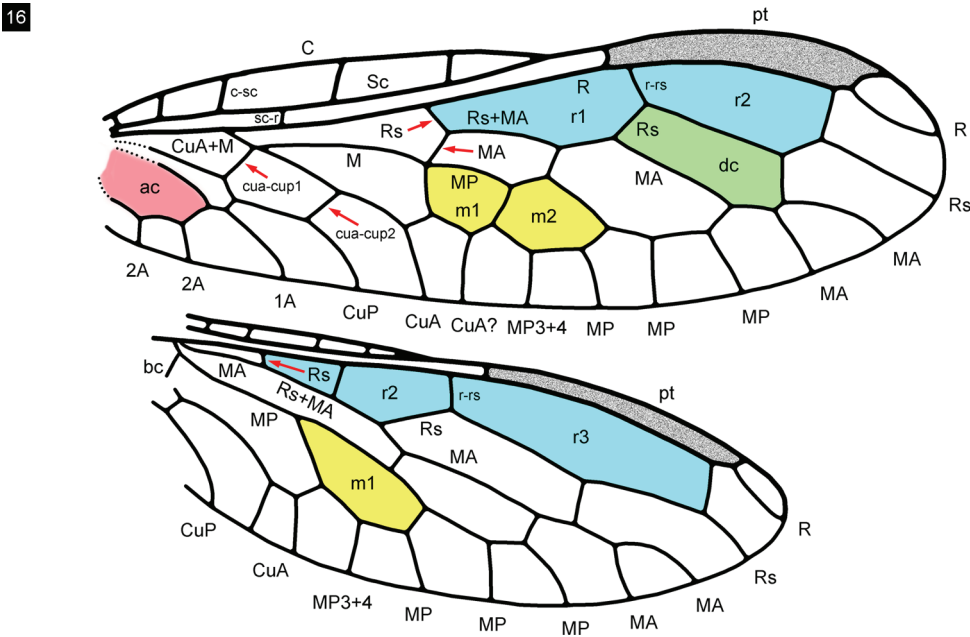 16
pt
C
Sc
c-sc
sc-r
R
r-rs
r2
Rs
Rs+MA
r1
R
CuA+M
M
MA
Rs
dc
cua-cup1
MP
MA
Rs
ac
m1
m2
cua-cup2
MA
2A
2A
1A
CuP
CuA
CuA?
MP3+4
MP
MP
MP
MA
bc
MA
Rs
r2
r-rs
pt
Rs+MA
MP
Rs
r3
MA
m1
CuP
R
CuA
Rs
MP3+4
MP
MP
MP
MA
MA